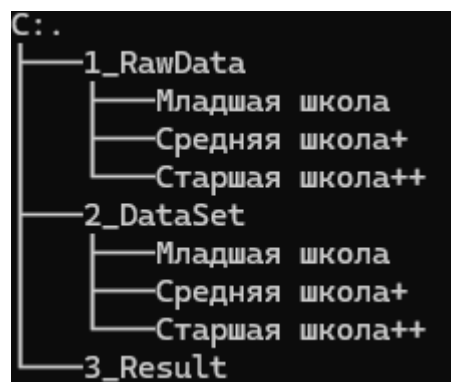 C:.
├───1_RawData
│   ├───Младшая школа
│   ├───Средняя школа+
│   └───Старшая школа++
├───2_DataSet
│   ├───Младшая школа
│   ├───Средняя школа+
│   └───Старшая школа++
└───3_Result